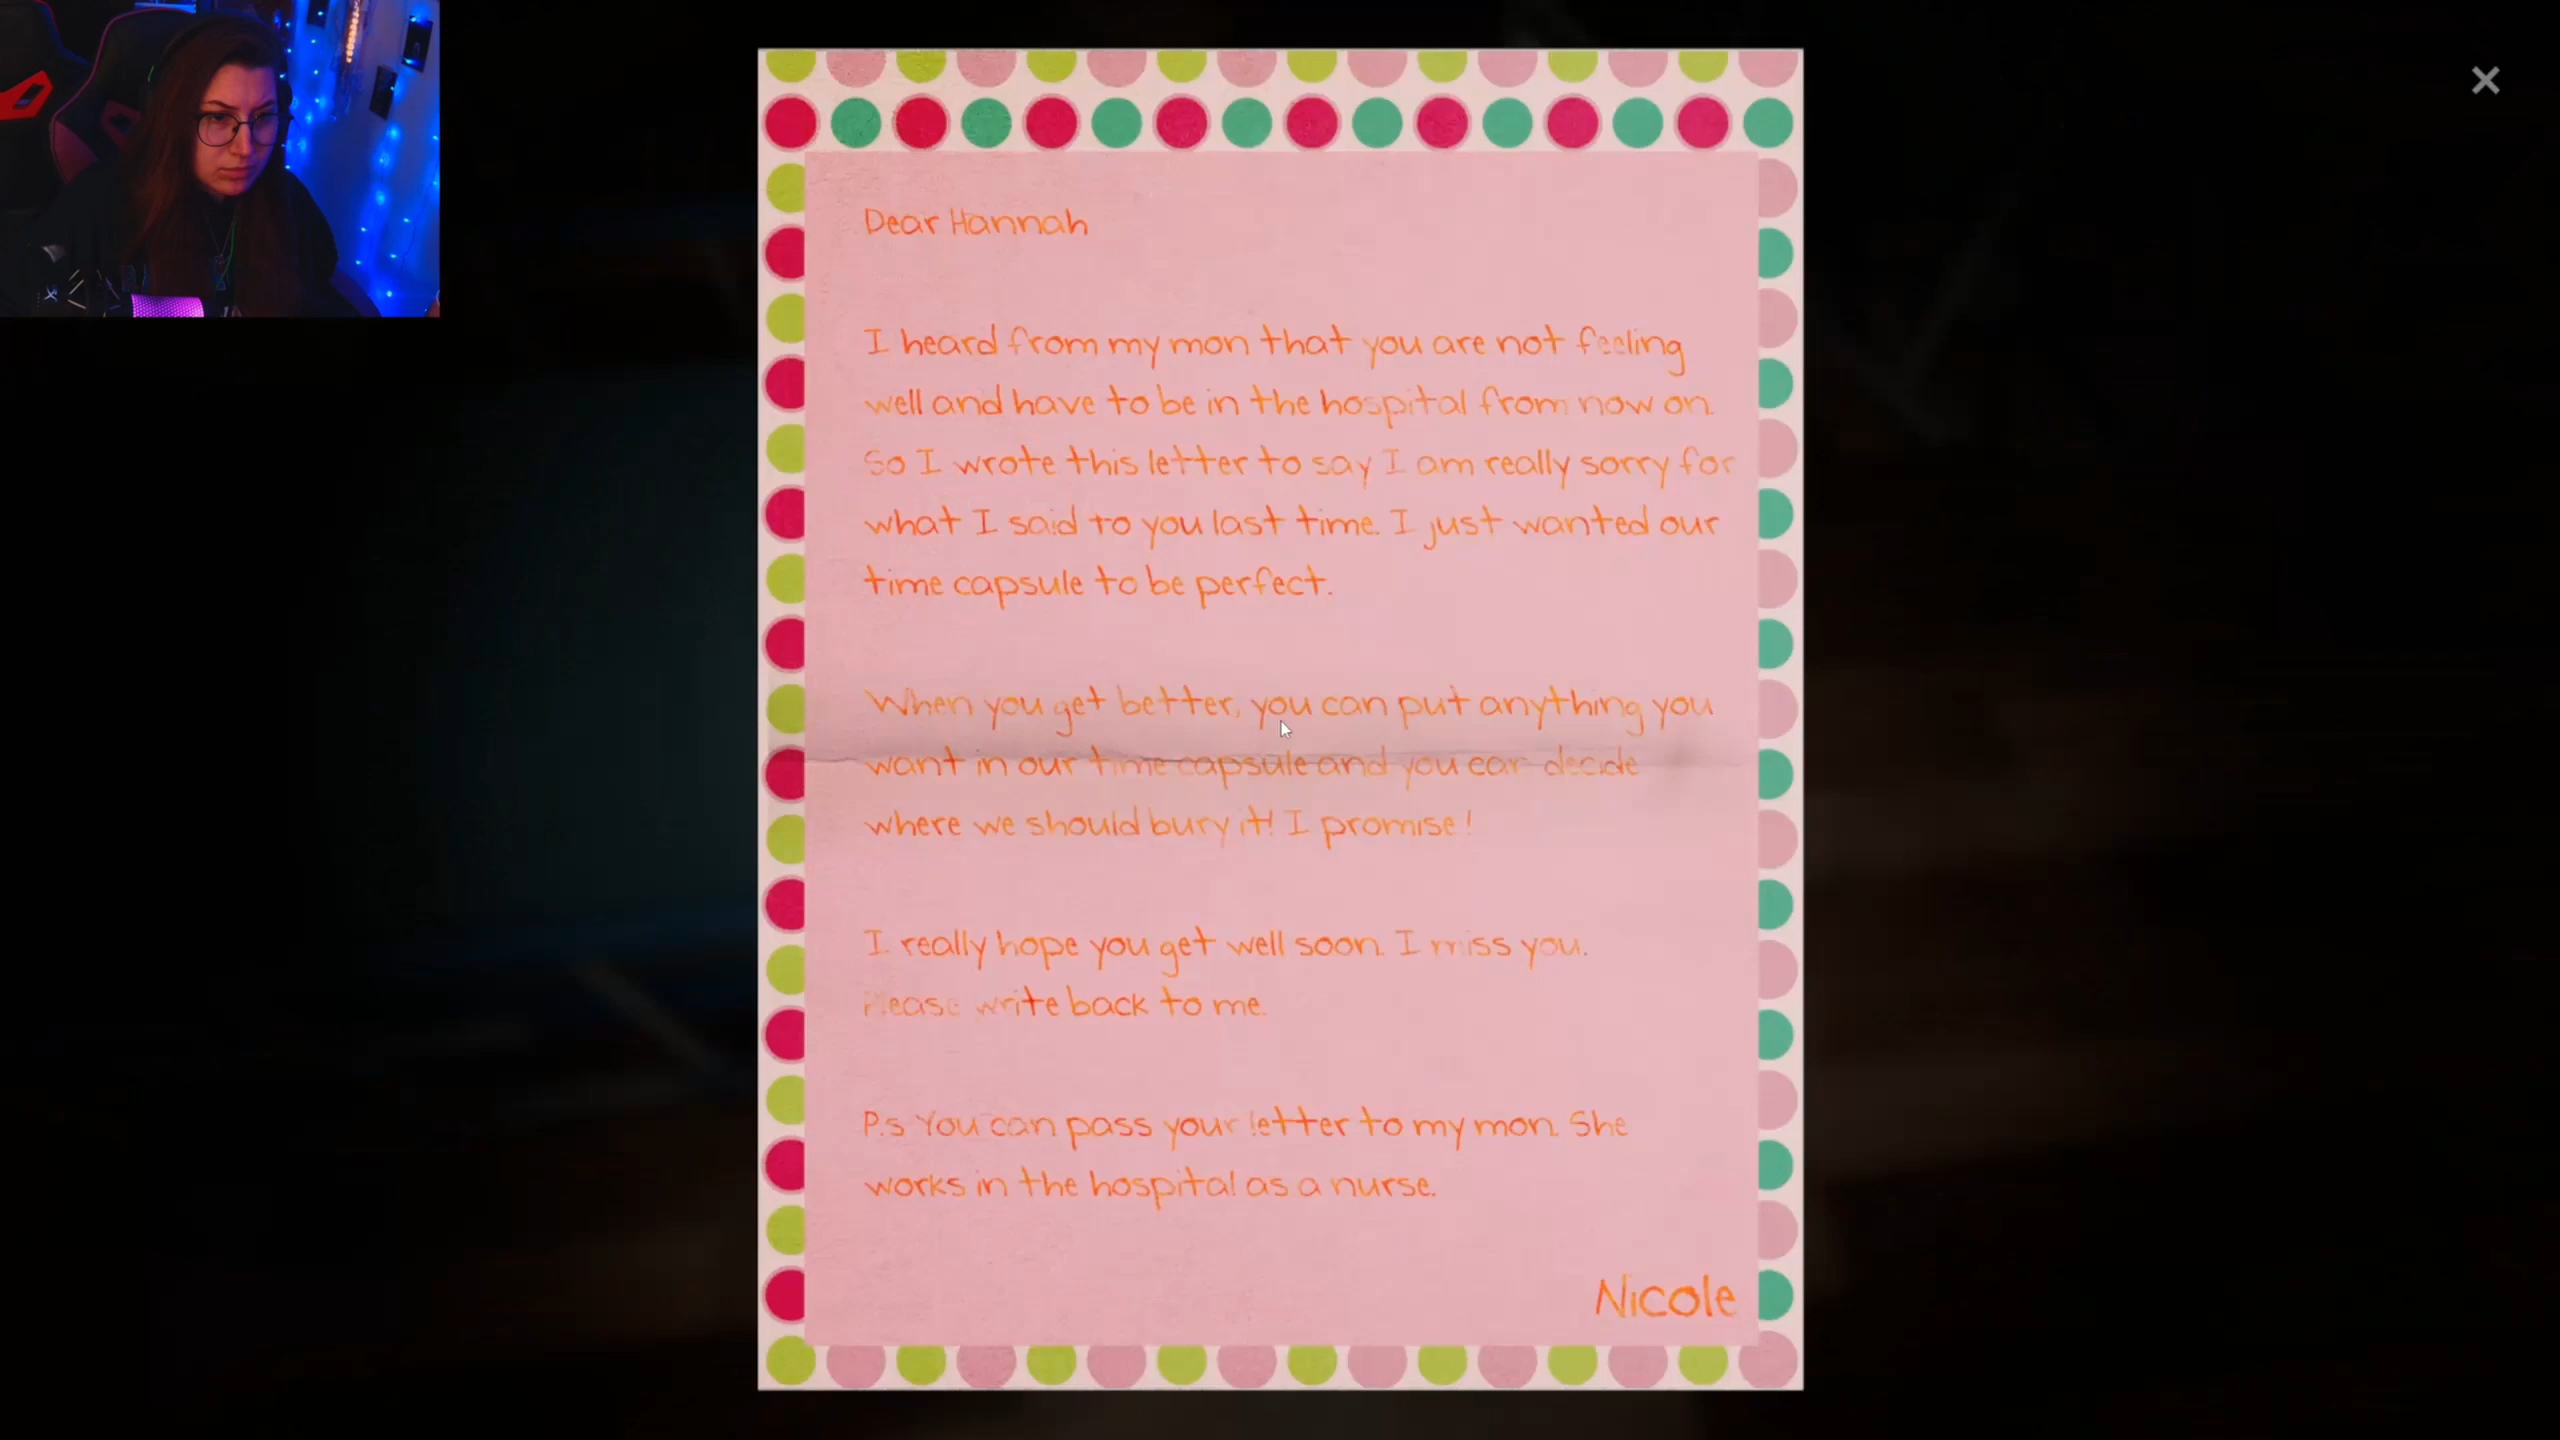 Dear Hannah
I heard from my mon that you are not feeling
well and have to be in the hospital from now on.
So I wrote this letter to say I am really sorry for
what I said to you last time. I just wanted our
time capsule to be perfect.
When you get better, you can put anything you
want in our time capsule and you can decide
where we should bury it! I promise!
I really hope you get well soon. I miss you.
Please write back to me.
P.s You can pass your letter to my mon. She
works in the hospital as a nurse.
Nicole